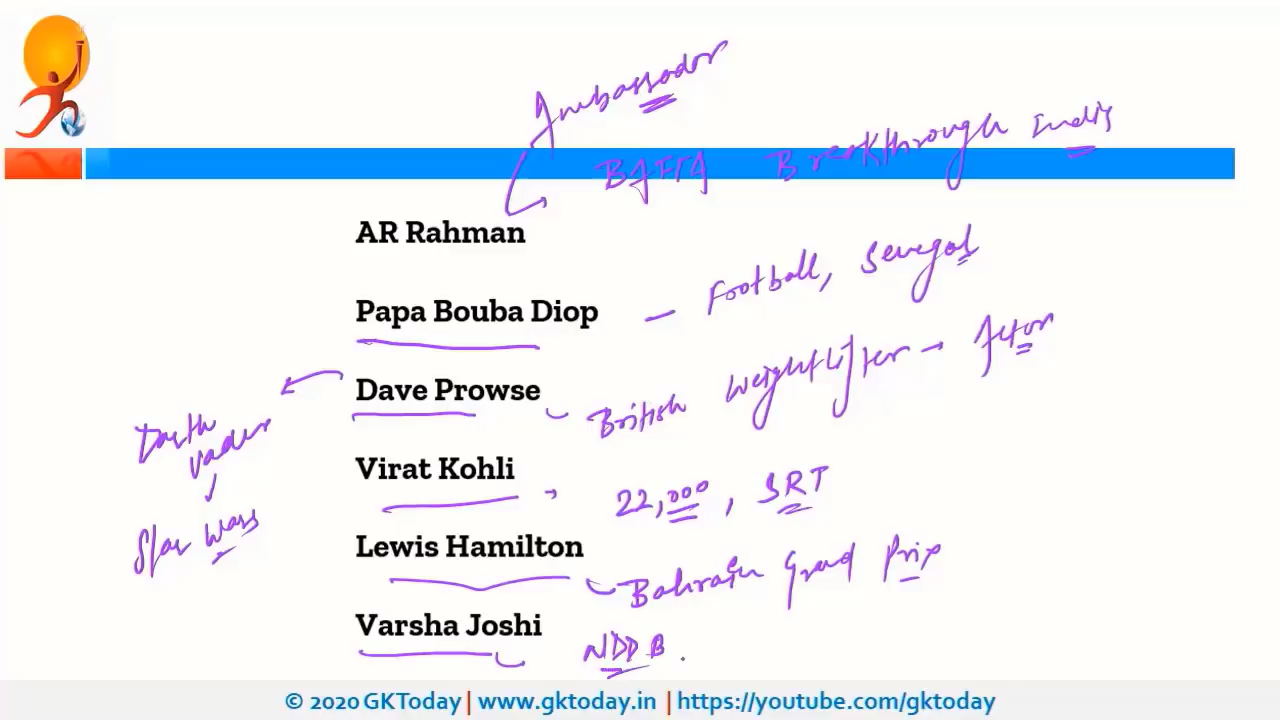 Ambassador
BAFTA Breakthrough India
AR Rahman
Football, Senegal
Papa Bouba Diop
Dave Prowse
British Weightlifter → Actor
Darth
Vader
Star Wars
Virat Kohli
22,000, SRT
Lewis Hamilton
Bahrain Grad Prix
Varsha Joshi
NDDB
© 2020 GKToday | www.gktoday.in | https://youtube.com/gktoday